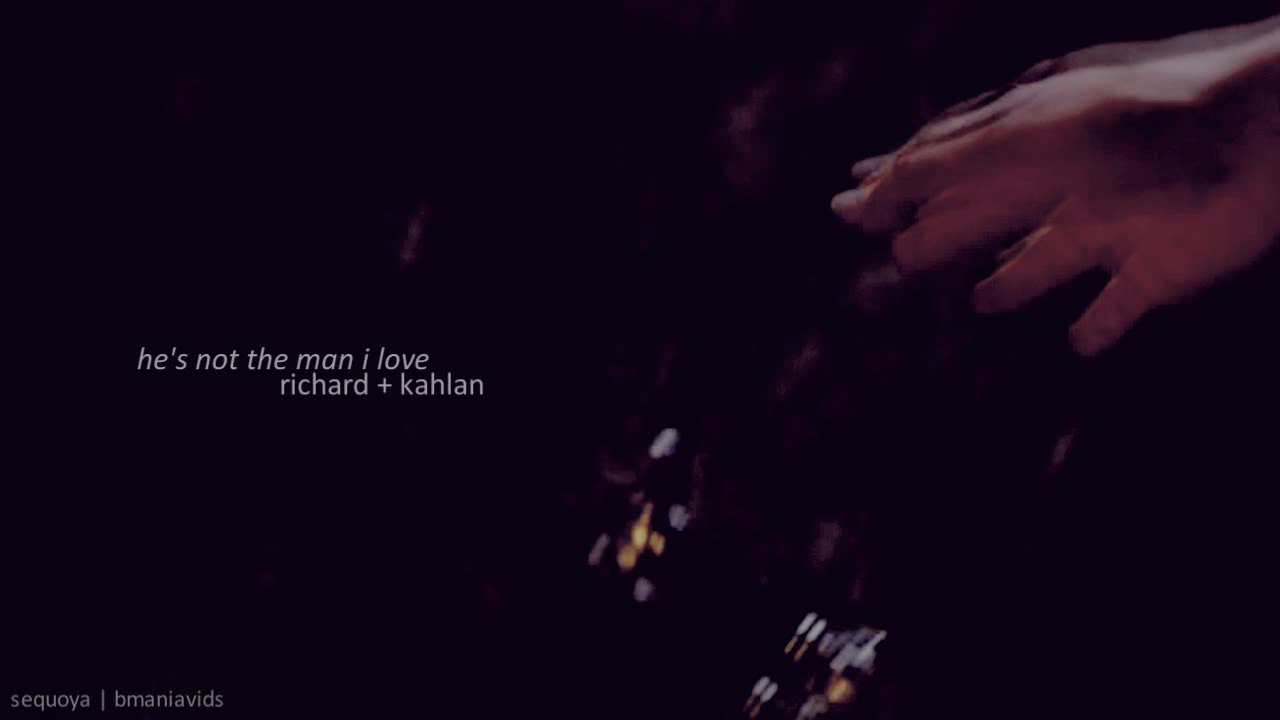 he's not the man i love
richard + kahlan
sequoya | bmaniavids